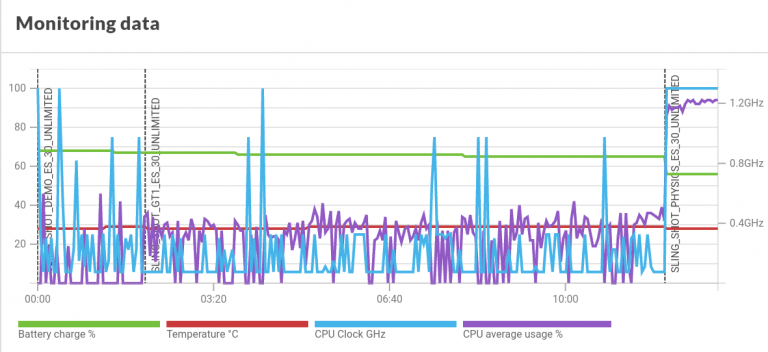 Monitoring data
100
80
60
40
20
1.2GHz
0.8GHz
0.4GHz
SLING_SHOT_DEMO_ES_30_UNLIMITED
SLING_SHOT_GT1_ES_30_UNLIMITED
SLING_SHOT_PHYSICS_ES_30_UNLIMITED
00:00
03:20
06:40
10:00
Battery charge %
Temperature °C
CPU Clock GHz
CPU average usage %